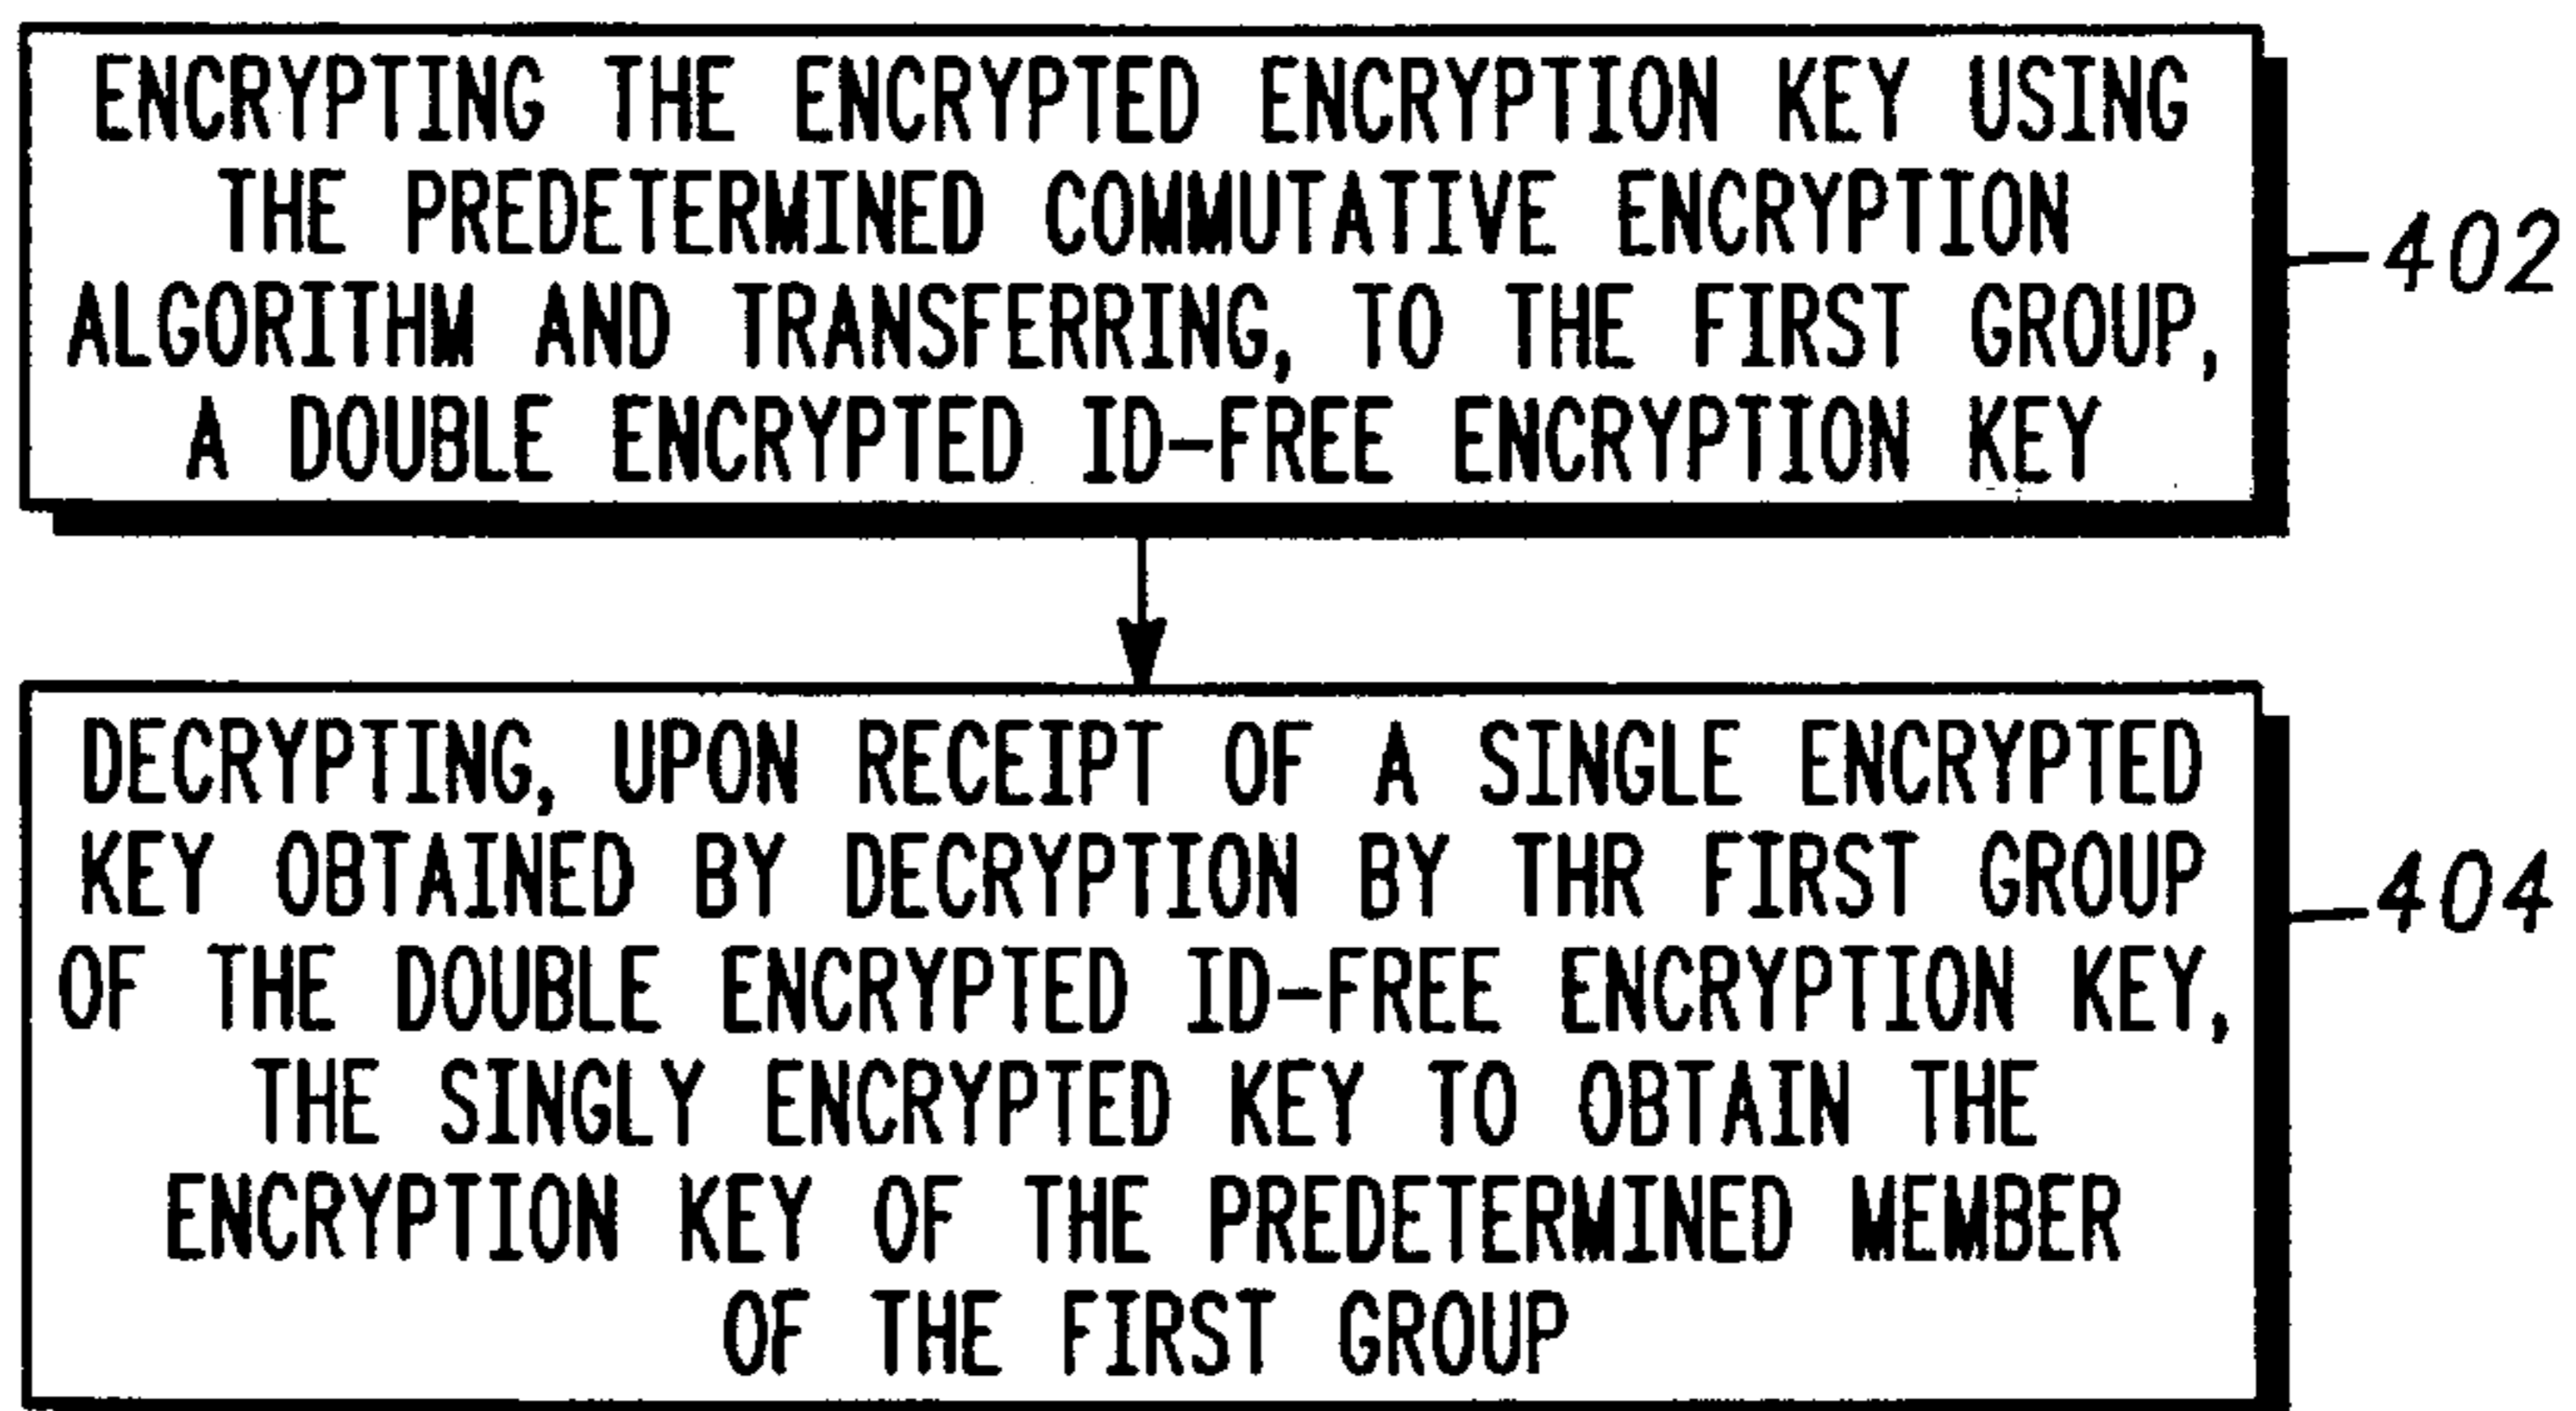 ENCRYPTING THE ENCRYPTED ENCRYPTION KEY USING
THE PREDETERMINED COMMUTATIVE ENCRYPTION
ALGORITHM AND TRANSFERRING, TO THE FIRST GROUP,
A DOUBLE ENCRYPTED ID-FREE ENCRYPTION KEY
402
DECRYPTING, UPON RECEIPT OF A SINGLE ENCRYPTED
KEY OBTAINED BY DECRYPTION BY THR FIRST GROUP
OF THE DOUBLE ENCRYPTED ID-FREE ENCRYPTION KEY,
THE SINGLY ENCRYPTED KEY TO OBTAIN THE
ENCRYPTION KEY OF THE PREDETERMINED MEMBER
OF THE FIRST GROUP
404